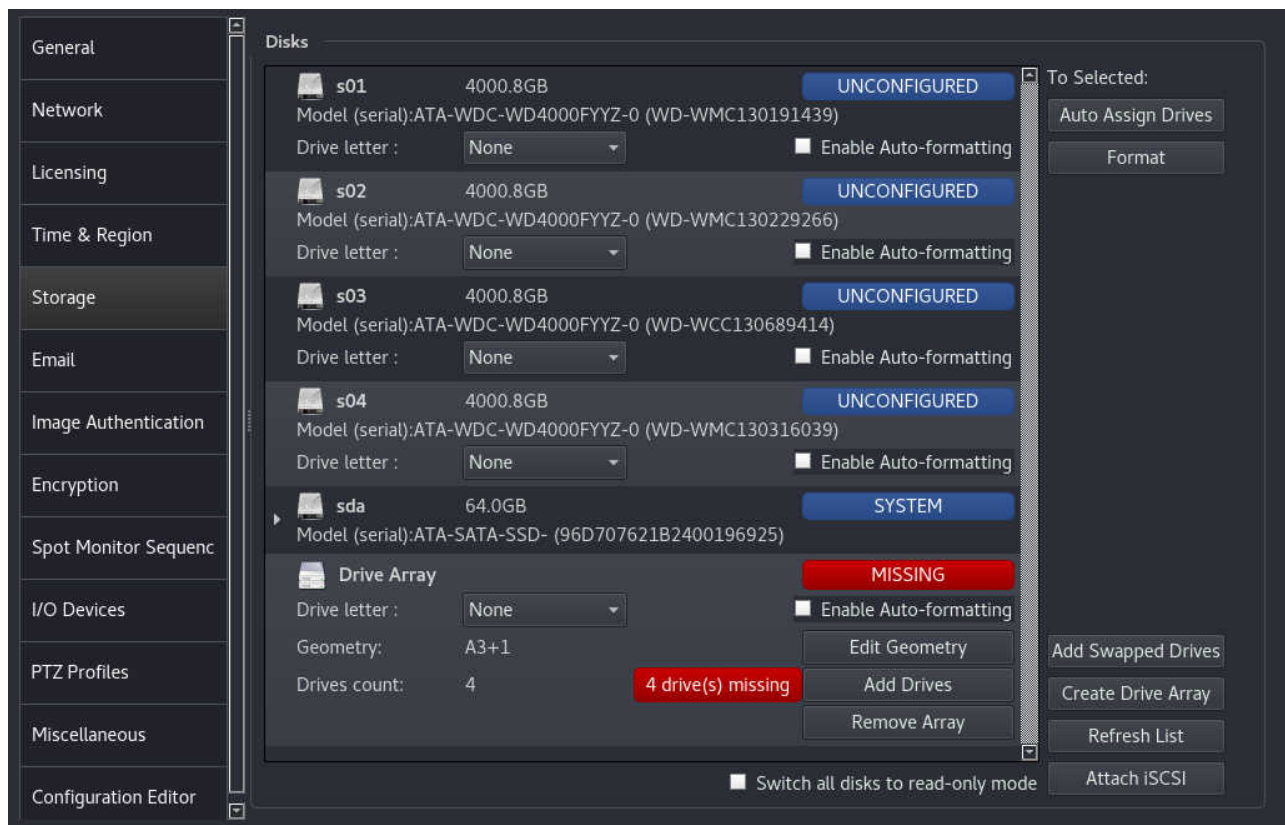 General
Network
Licensing
Time & Region
Storage
Email
Image Authentication
Encryption
Spot Monitor Sequenc
I/O Devices
PTZ Profiles
Miscellaneous
Configuration Editor
Disks
s01 4000.8GB UNCONFIGURED
Model (serial):ATA-WDC-WD4000FYYZ-0 (WD-WMC130191439)
Drive letter : None Enable Auto-formatting
s02 4000.8GB UNCONFIGURED
Model (serial):ATA-WDC-WD4000FYYZ-0 (WD-WMC130229266)
Drive letter : None Enable Auto-formatting
s03 4000.8GB UNCONFIGURED
Model (serial):ATA-WDC-WD4000FYYZ-0 (WD-WCC130689414)
Drive letter : None Enable Auto-formatting
s04 4000.8GB UNCONFIGURED
Model (serial):ATA-WDC-WD4000FYYZ-0 (WD-WMC130316039)
Drive letter : None Enable Auto-formatting
sda 64.0GB SYSTEM
Model (serial):ATA-SATA-SSD- (96D707621B2400196925)
Drive Array MISSING
Drive letter : None Enable Auto-formatting
Geometry: A3+1 Edit Geometry
Drives count: 4 4 drive(s) missing Add Drives
Remove Array
Switch all disks to read-only mode
To Selected:
Auto Assign Drives
Format
Add Swapped Drives
Create Drive Array
Refresh List
Attach iSCSI